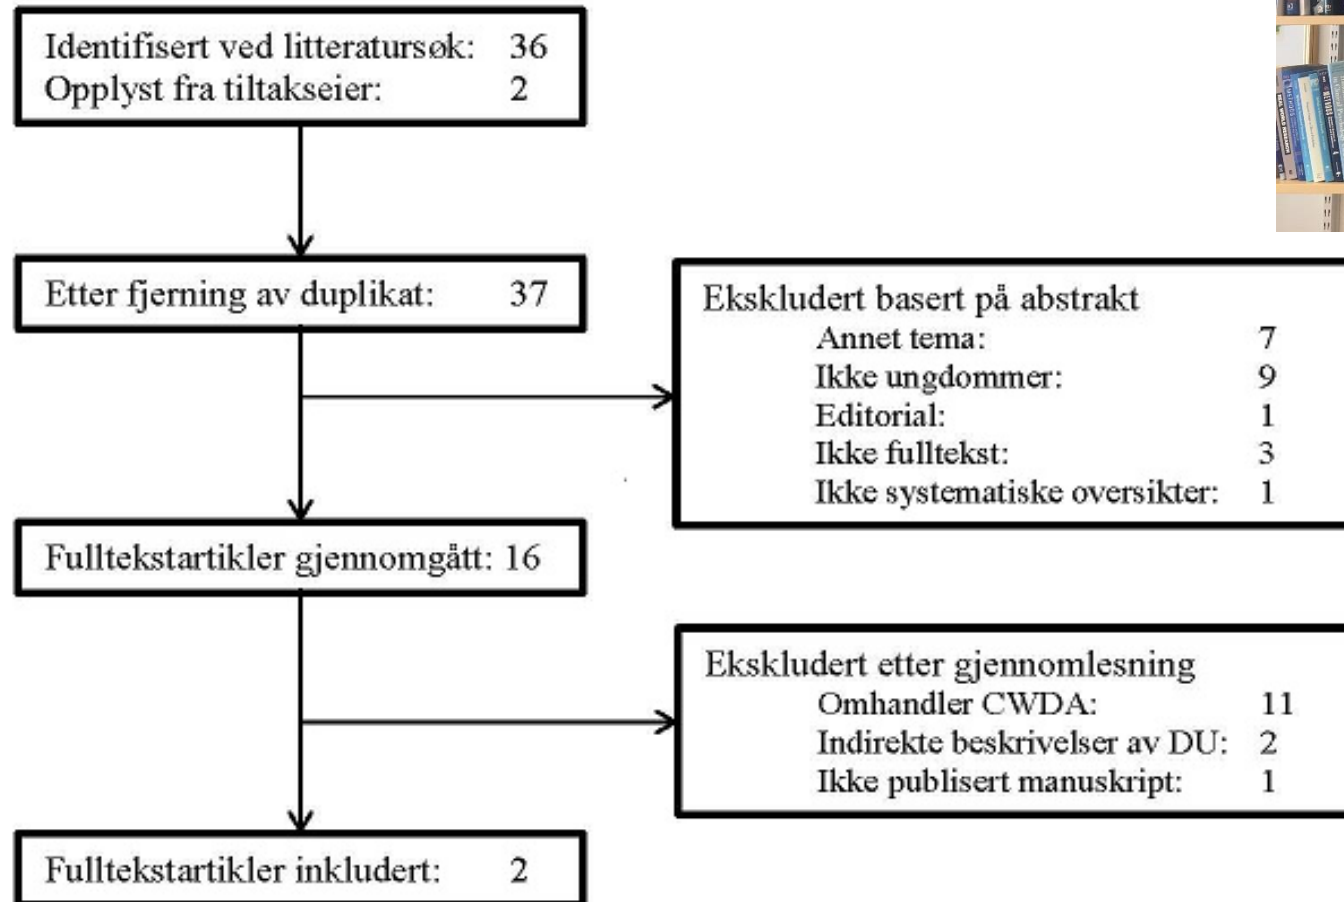 Identifisert ved litteratursøk: 36
Opplyst fra tiltakseier: 2
Etter fjerning av duplikat: 37
Ekskludert basert på abstrakt
Annet tema: 7
Ikke ungdommer: 9
Editorial: 1
Ikke fulltekst: 3
Ikke systematiske oversikter: 1
Fulltekstartikler gjennomgått: 16
Ekskludert etter gjennomlesning
Omhandler CWDA: 11
Indirekte beskrivelser av DU: 2
Ikke publisert manuskript: 1
Fulltekstartikler inkludert: 2